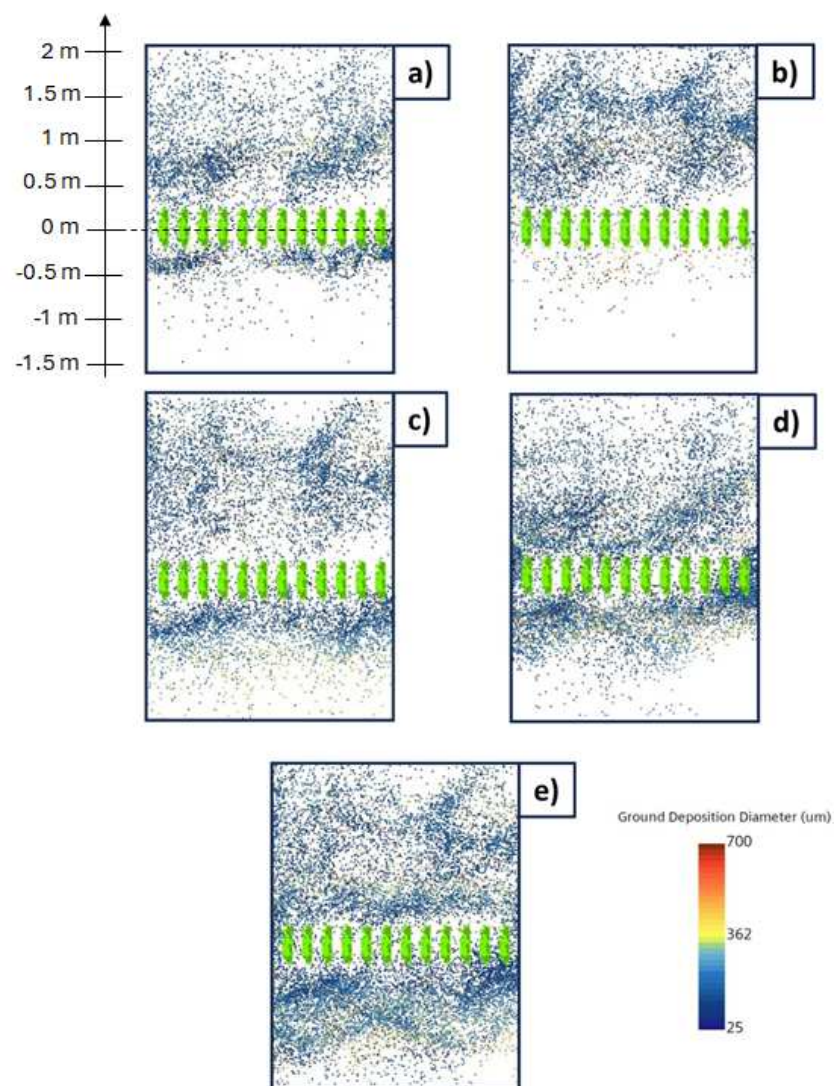 2 m
1.5 m
1 m
0.5 m
0 m
-0.5 m
-1 m
-1.5 m
a)
b)
c)
d)
e)
Ground Deposition Diameter (um)
700
362
25